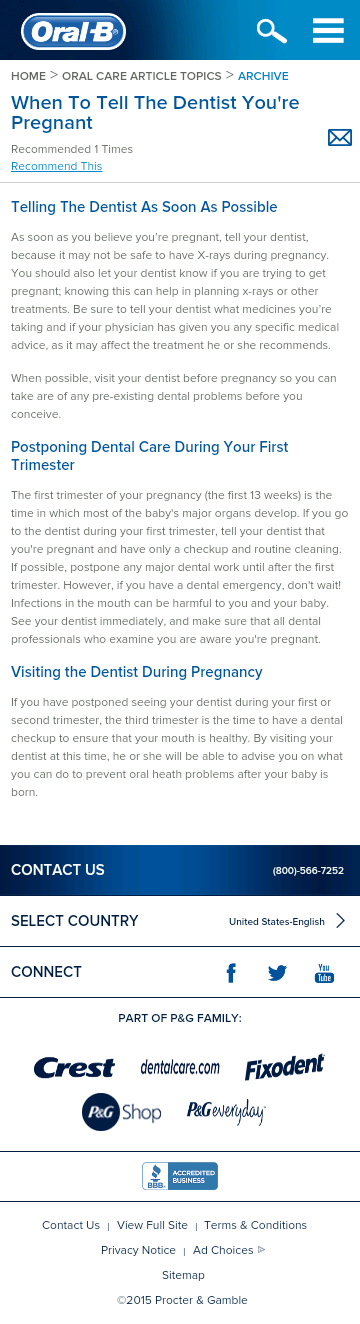 Oral-B
HOME > ORAL CARE ARTICLE TOPICS > ARCHIVE
When To Tell The Dentist You're
Pregnant
Recommended 1 Times
Recommend This
Telling The Dentist As Soon As Possible
As soon as you believe you're pregnant, tell your dentist,
because it may not be safe to have X-rays during pregnancy.
You should also let your dentist know if you are trying to get
pregnant; knowing this can help in planning x-rays or other
treatments. Be sure to tell your dentist what medicines you're
taking and if your physician has given you any specific medical
advice, as it may affect the treatment he or she recommends.
When possible, visit your dentist before pregnancy so you can
take are of any pre-existing dental problems before you
conceive.
Postponing Dental Care During Your First
Trimester
The first trimester of your pregnancy (the first 13 weeks) is the
time in which most of the baby's major organs develop. If you go
to the dentist during your first trimester, tell your dentist that
you're pregnant and have only a checkup and routine cleaning.
If possible, postpone any major dental work until after the first
trimester. However, if you have a dental emergency, don't wait!
Infections in the mouth can be harmful to you and your baby.
See your dentist immediately, and make sure that all dental
professionals who examine you are aware you're pregnant.
Visiting the Dentist During Pregnancy
If you have postponed seeing your dentist during your first or
second trimester, the third trimester is the time to have a dental
checkup to ensure that your mouth is healthy. By visiting your
dentist at this time, he or she will be able to advise you on what
you can do to prevent oral heath problems after your baby is
born.
CONTACT US (800)-566-7252
SELECT COUNTRY United States-English
CONNECT You Tube
PART OF P&G FAMILY:
Crest dentalcare.com Fixodent
P&G Shop P&G everyday
BBB. ACCREDITED BUSINESS
Contact Us | View Full Site | Terms & Conditions
Privacy Notice | Ad Choices
Sitemap
©2015 Procter & Gamble